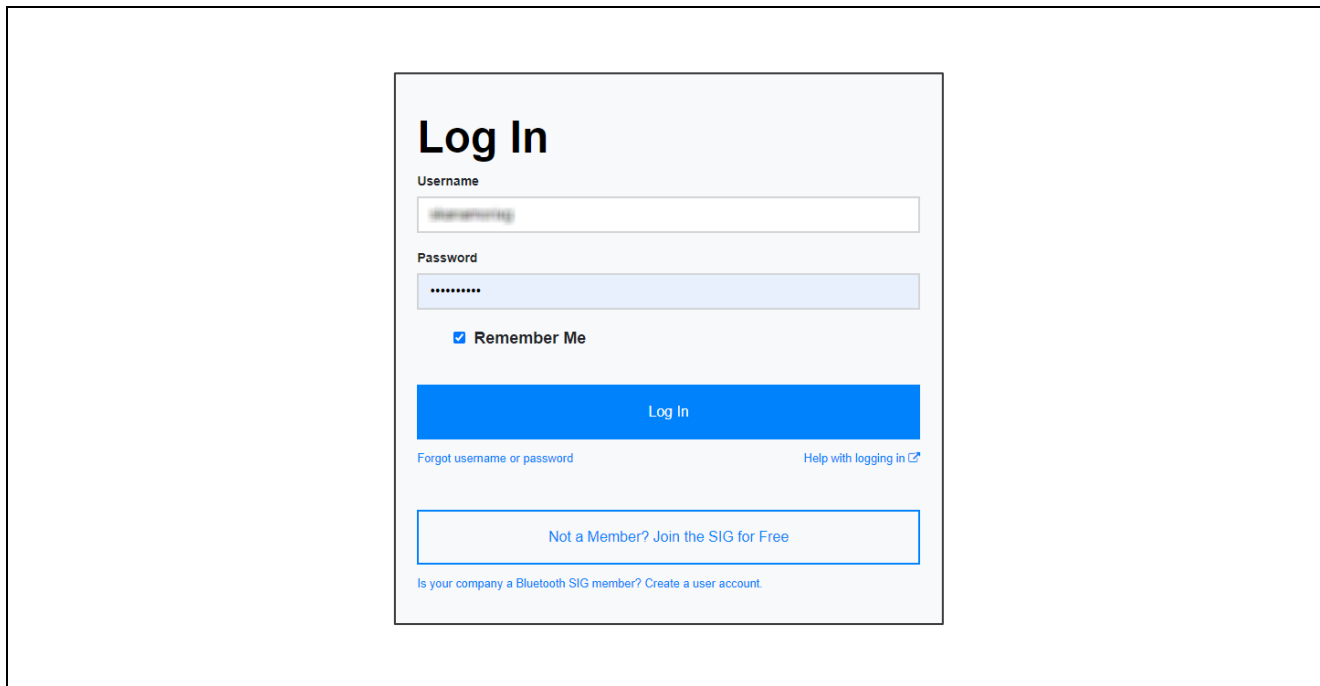 Log In
Username
Password
••••••••••
Remember Me
Log In
Forgot username or password
Help with logging in
Not a Member? Join the SIG for Free
Is your company a Bluetooth SIG member? Create a user account.